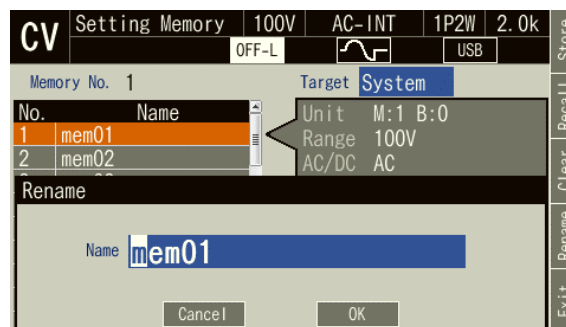 CV Setting Memory 100V AC-INT 1P2W 2.0k
OFF-L USB
Memory No. 1 Target System
No. Name
1 mem01
2 mem02
Unit M:1 B:0
Range 100V
AC/DC AC
Rename
Name mem01
Cancel OK
Store
Recall
Clear
Rename
Exit